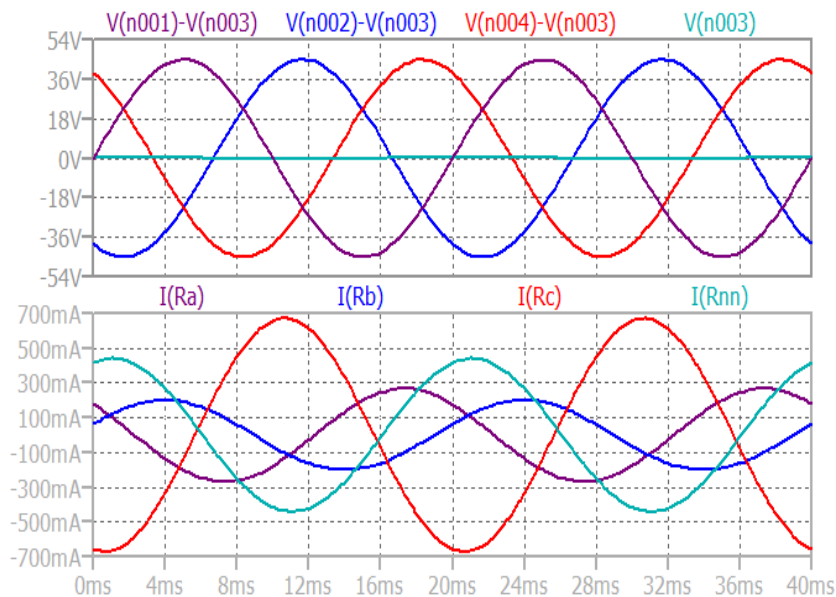 V(n001)-V(n003) V(n002)-V(n003) V(n004)-V(n003) V(n003)
54V
36V
18V
0V
-18V
-36V
-54V
I(Ra) I(Rb) I(Rc) I(Rnn)
700mA
500mA
300mA
100mA
-100mA
-300mA
-500mA
-700mA
0ms 4ms 8ms 12ms 16ms 20ms 24ms 28ms 32ms 36ms 40ms